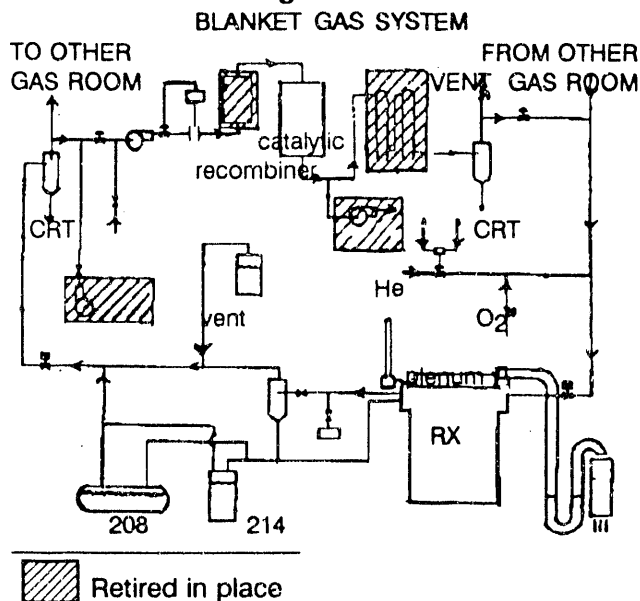 BLANKET GAS SYSTEM
TO OTHER
GAS ROOM
FROM OTHER
VENT GAS ROOM
catalytic
recombiner
CRT
CRT
He
O2
vent
plenum
RX
208
214
Retired in place